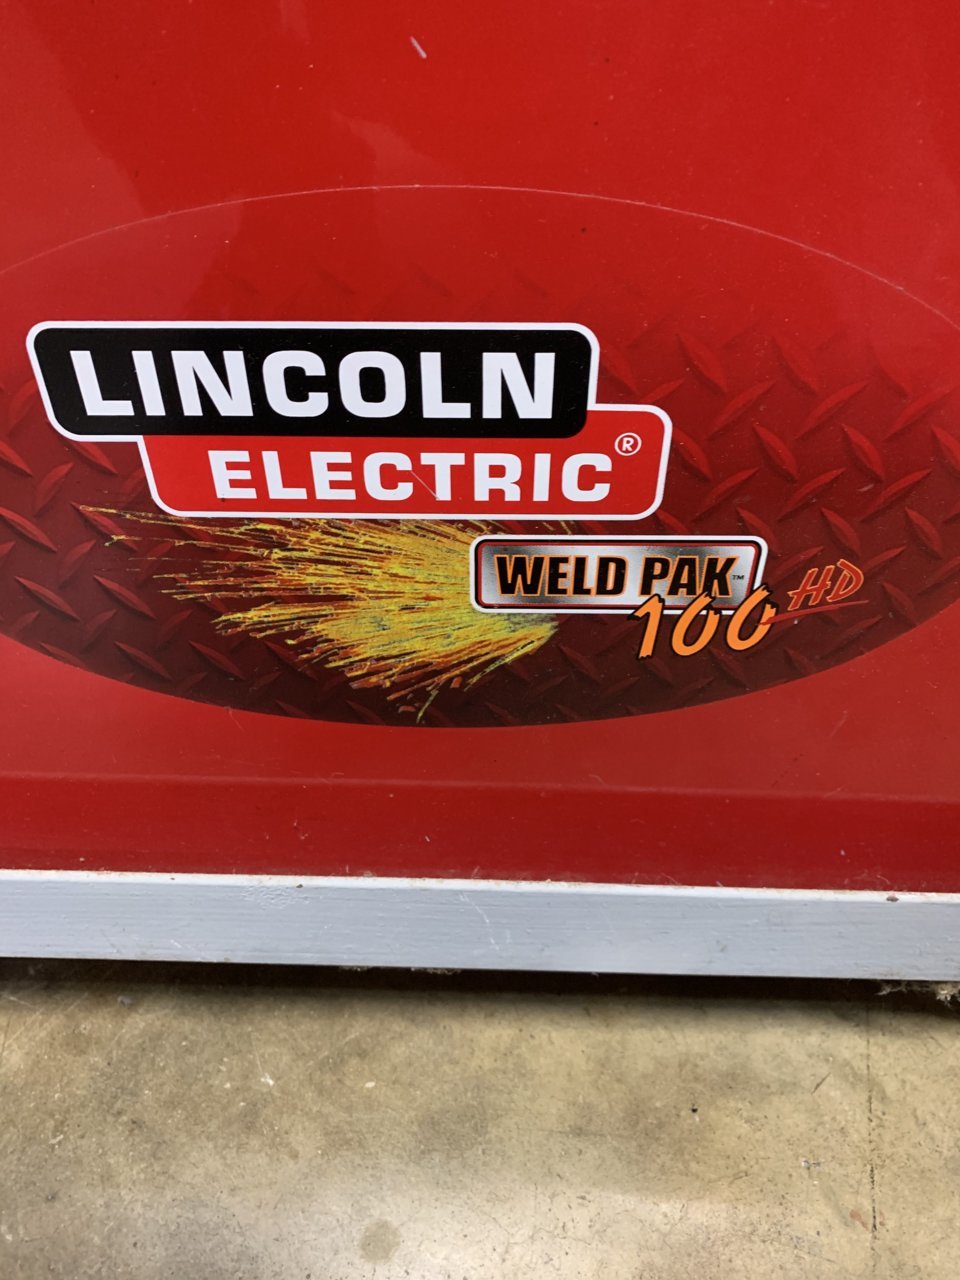 LINCOLN
ELECTRIC®
WELD PAK™
100 HD